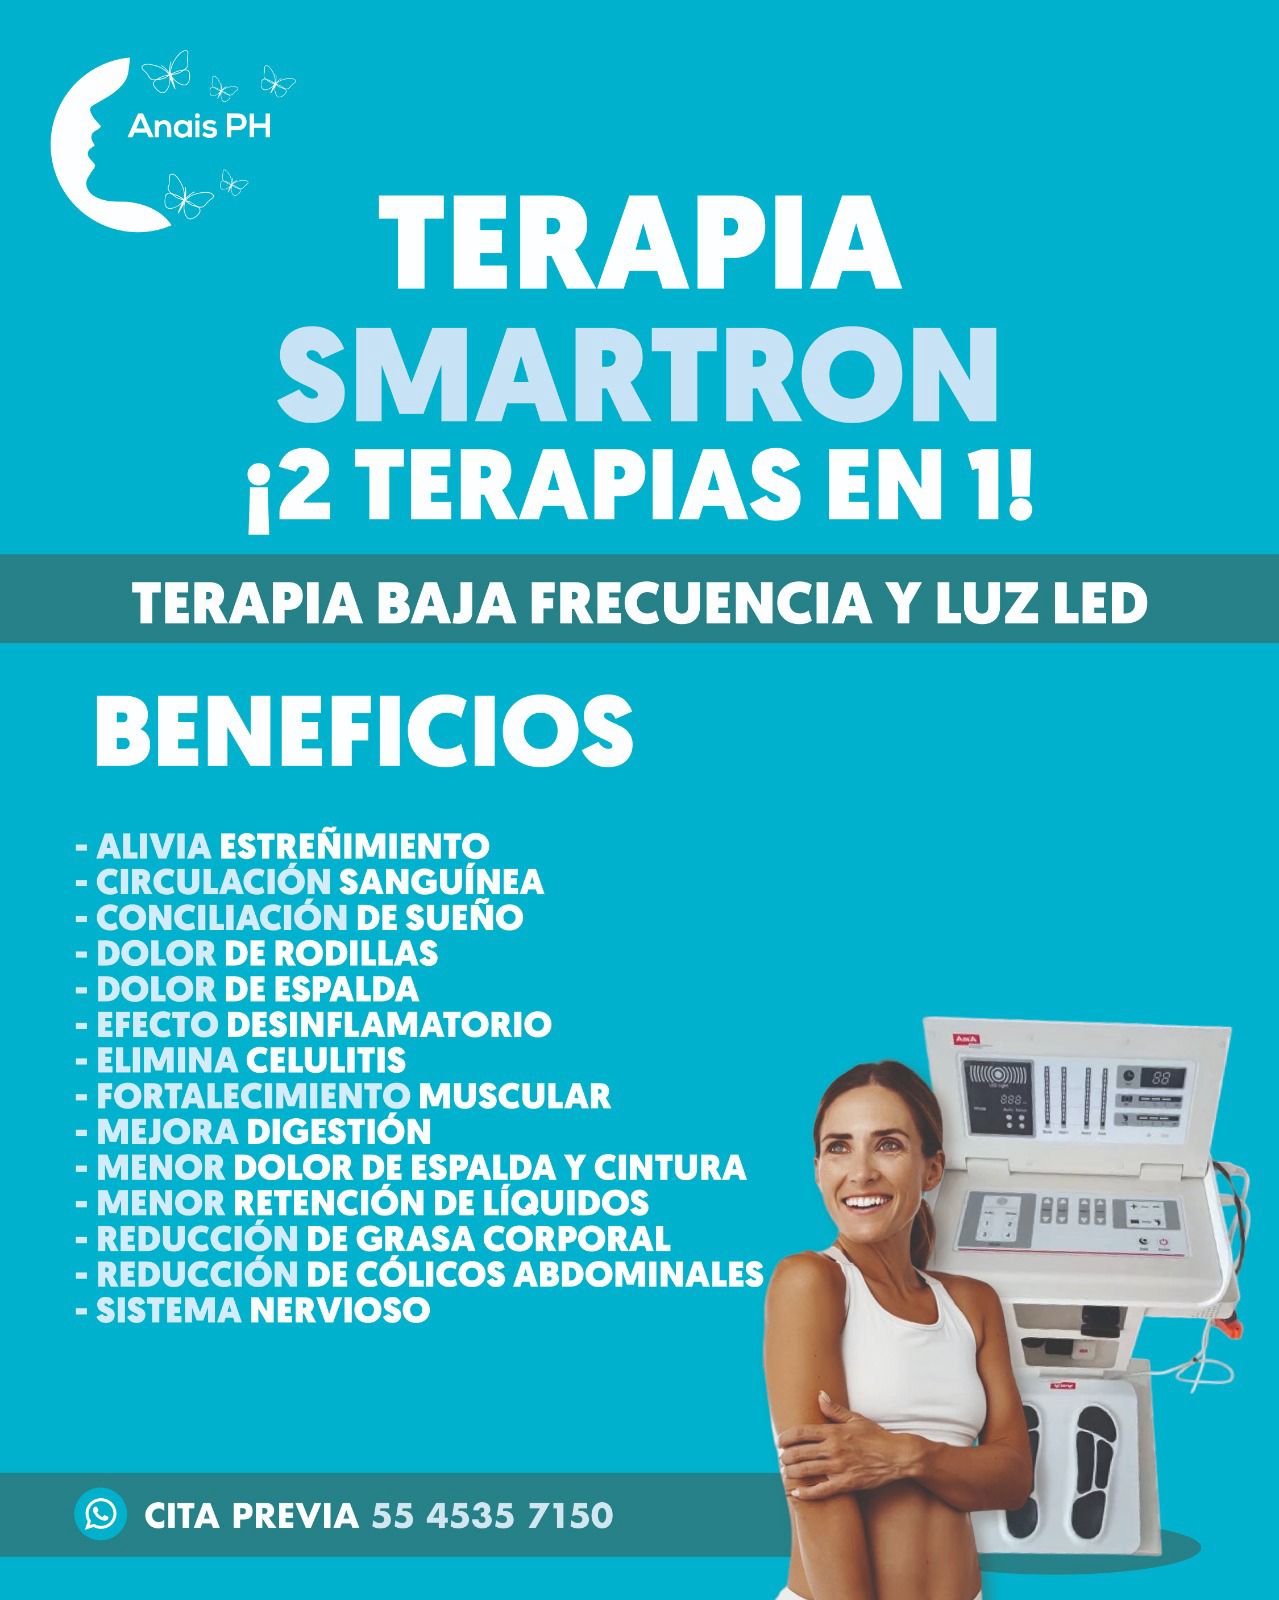 Anais PH
TERAPIA
SMARTRON
¡2 TERAPIAS EN 1!
TERAPIA BAJA FRECUENCIA Y LUZ LED
BENEFICIOS
- ALIVIA ESTREÑIMIENTO
- CIRCULACIÓN SANGUÍNEA
- CONCILIACIÓN DE SUEÑO
- DOLOR DE RODILLAS
- DOLOR DE ESPALDA
- EFECTO DESINFLAMATORIO
- ELIMINA CELULITIS
- FORTALECIMIENTO MUSCULAR
- MEJORA DIGESTIÓN
- MENOR DOLOR DE ESPALDA Y CINTURA
- MENOR RETENCIÓN DE LÍQUIDOS
- REDUCCIÓN DE GRASA CORPORAL
- REDUCCIÓN DE CÓLICOS ABDOMINALES
- SISTEMA NERVIOSO
CITA PREVIA 55 4535 7150